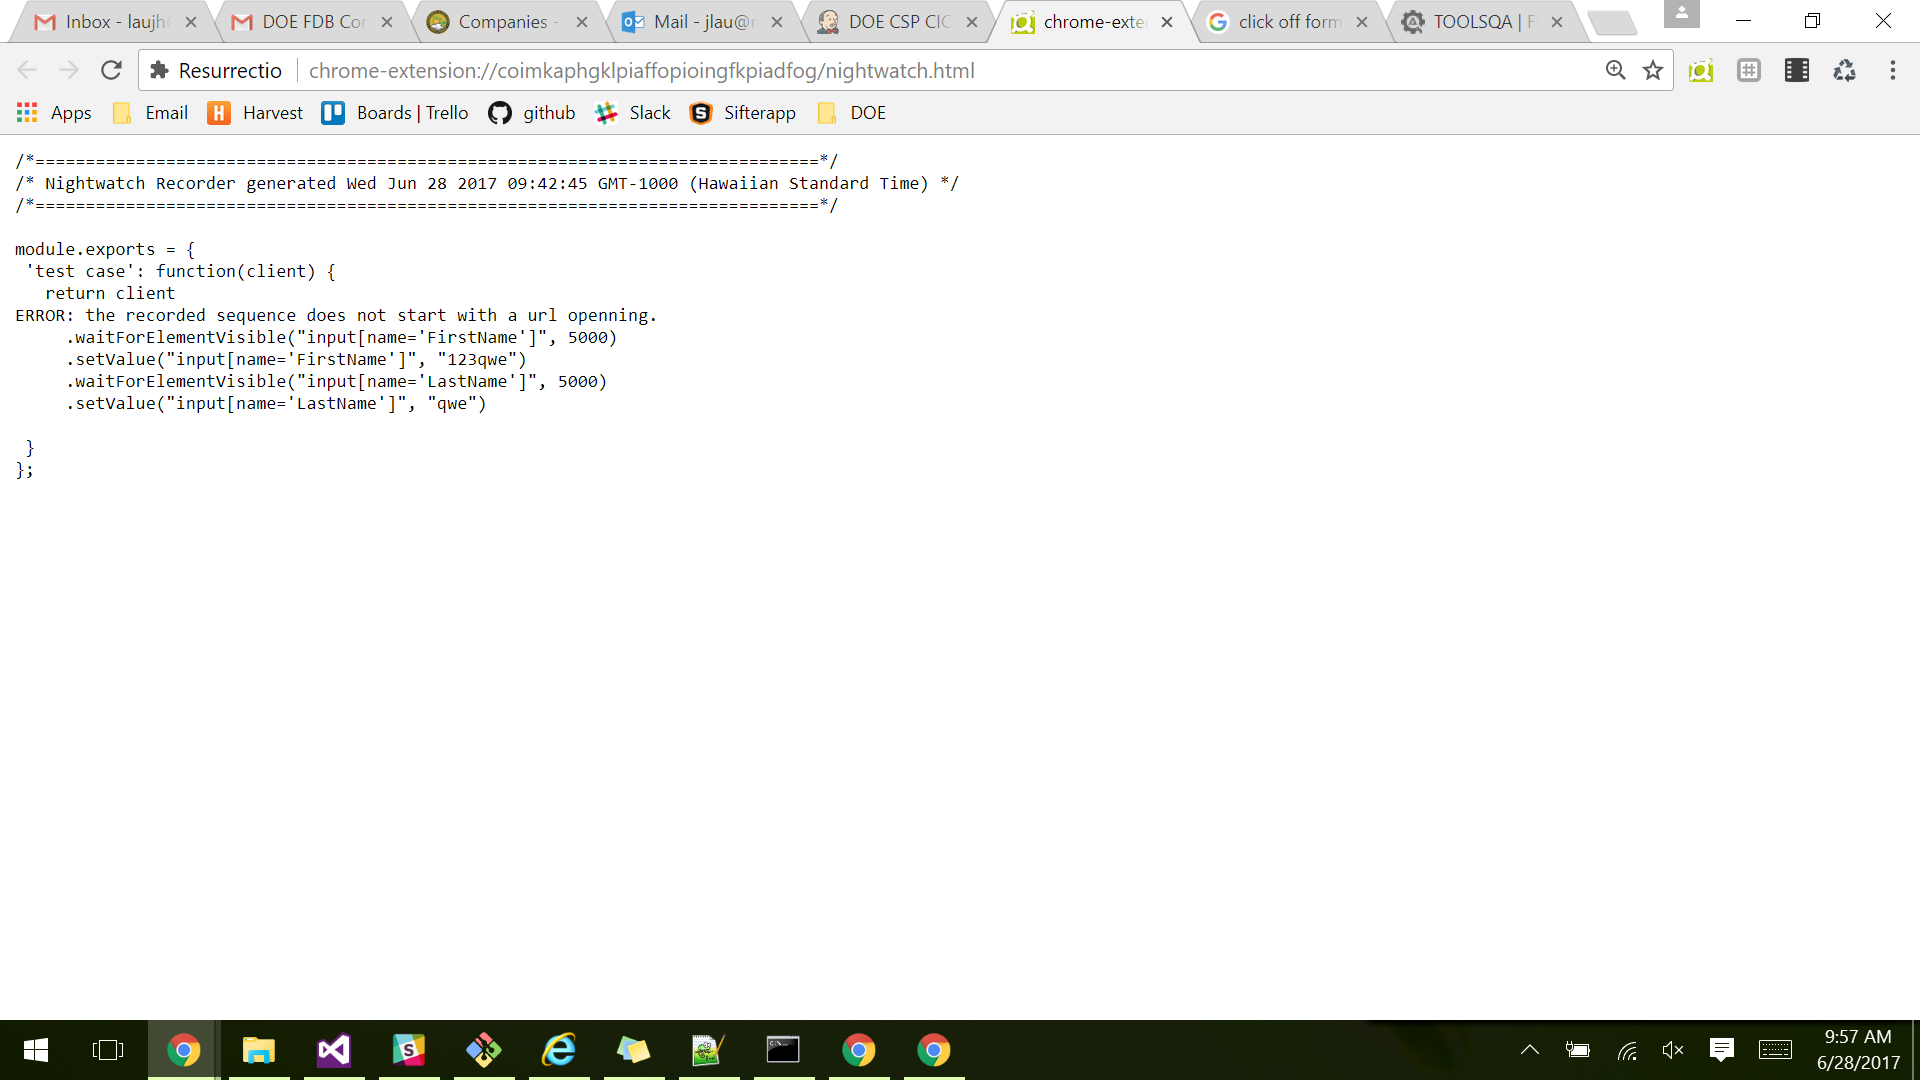 Inbox - laujh
DOE FDB Cor
Companies -
Mail - jlau@
DOE CSP CIC
chrome-exte
click off form
TOOLSQA | F
Resurrectio
chrome-extension://coimkaphgklpiaffopioingfkpiadfog/nightwatch.html
Apps
Email
Harvest
Boards | Trello
github
Slack
Sifterapp
DOE
/*==============================================================================*/
/* Nightwatch Recorder generated Wed Jun 28 2017 09:42:45 GMT-1000 (Hawaiian Standard Time) */
/*==============================================================================*/
module.exports = {
'test case': function(client) {
return client
ERROR: the recorded sequence does not start with a url openning.
.waitForElementVisible("input[name='FirstName']", 5000)
.setValue("input[name='FirstName']", "123qwe")
.waitForElementVisible("input[name='LastName']", 5000)
.setValue("input[name='LastName']", "qwe")
}
};
9:57 AM
6/28/2017